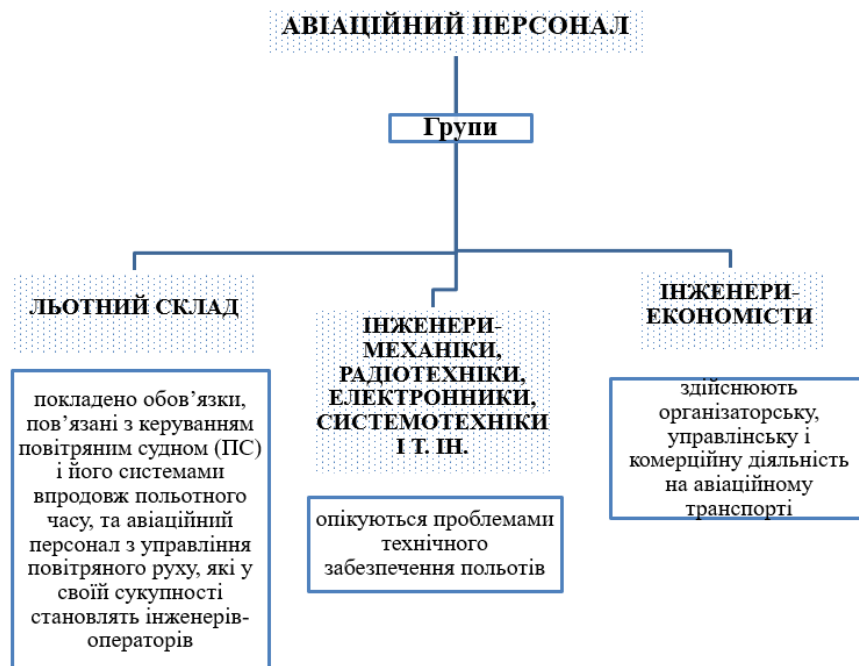 АВІАЦІЙНИЙ ПЕРСОНАЛ
Групи
ЛЬОТНИЙ СКЛАД
покладено обов’язки,
пов’язані з керуванням
повітряним судном (ПС)
і його системами
впродовж польотного
часу, та авіаційний
персонал з управління
повітряного руху, які у
своїй сукупності
становлять інженерів-
операторів
ІНЖЕНЕРИ-
МЕХАНІКИ,
РАДІОТЕХНІКИ,
ЕЛЕКТРОННИКИ,
СИСТЕМОТЕХНІКИ
І Т. ІН.
опікуються проблемами
технічного
забезпечення польотів
ІНЖЕНЕРИ-
ЕКОНОМІСТИ
здійснюють
організаторську,
управлінську і
комерційну діяльність
на авіаційному
транспорті